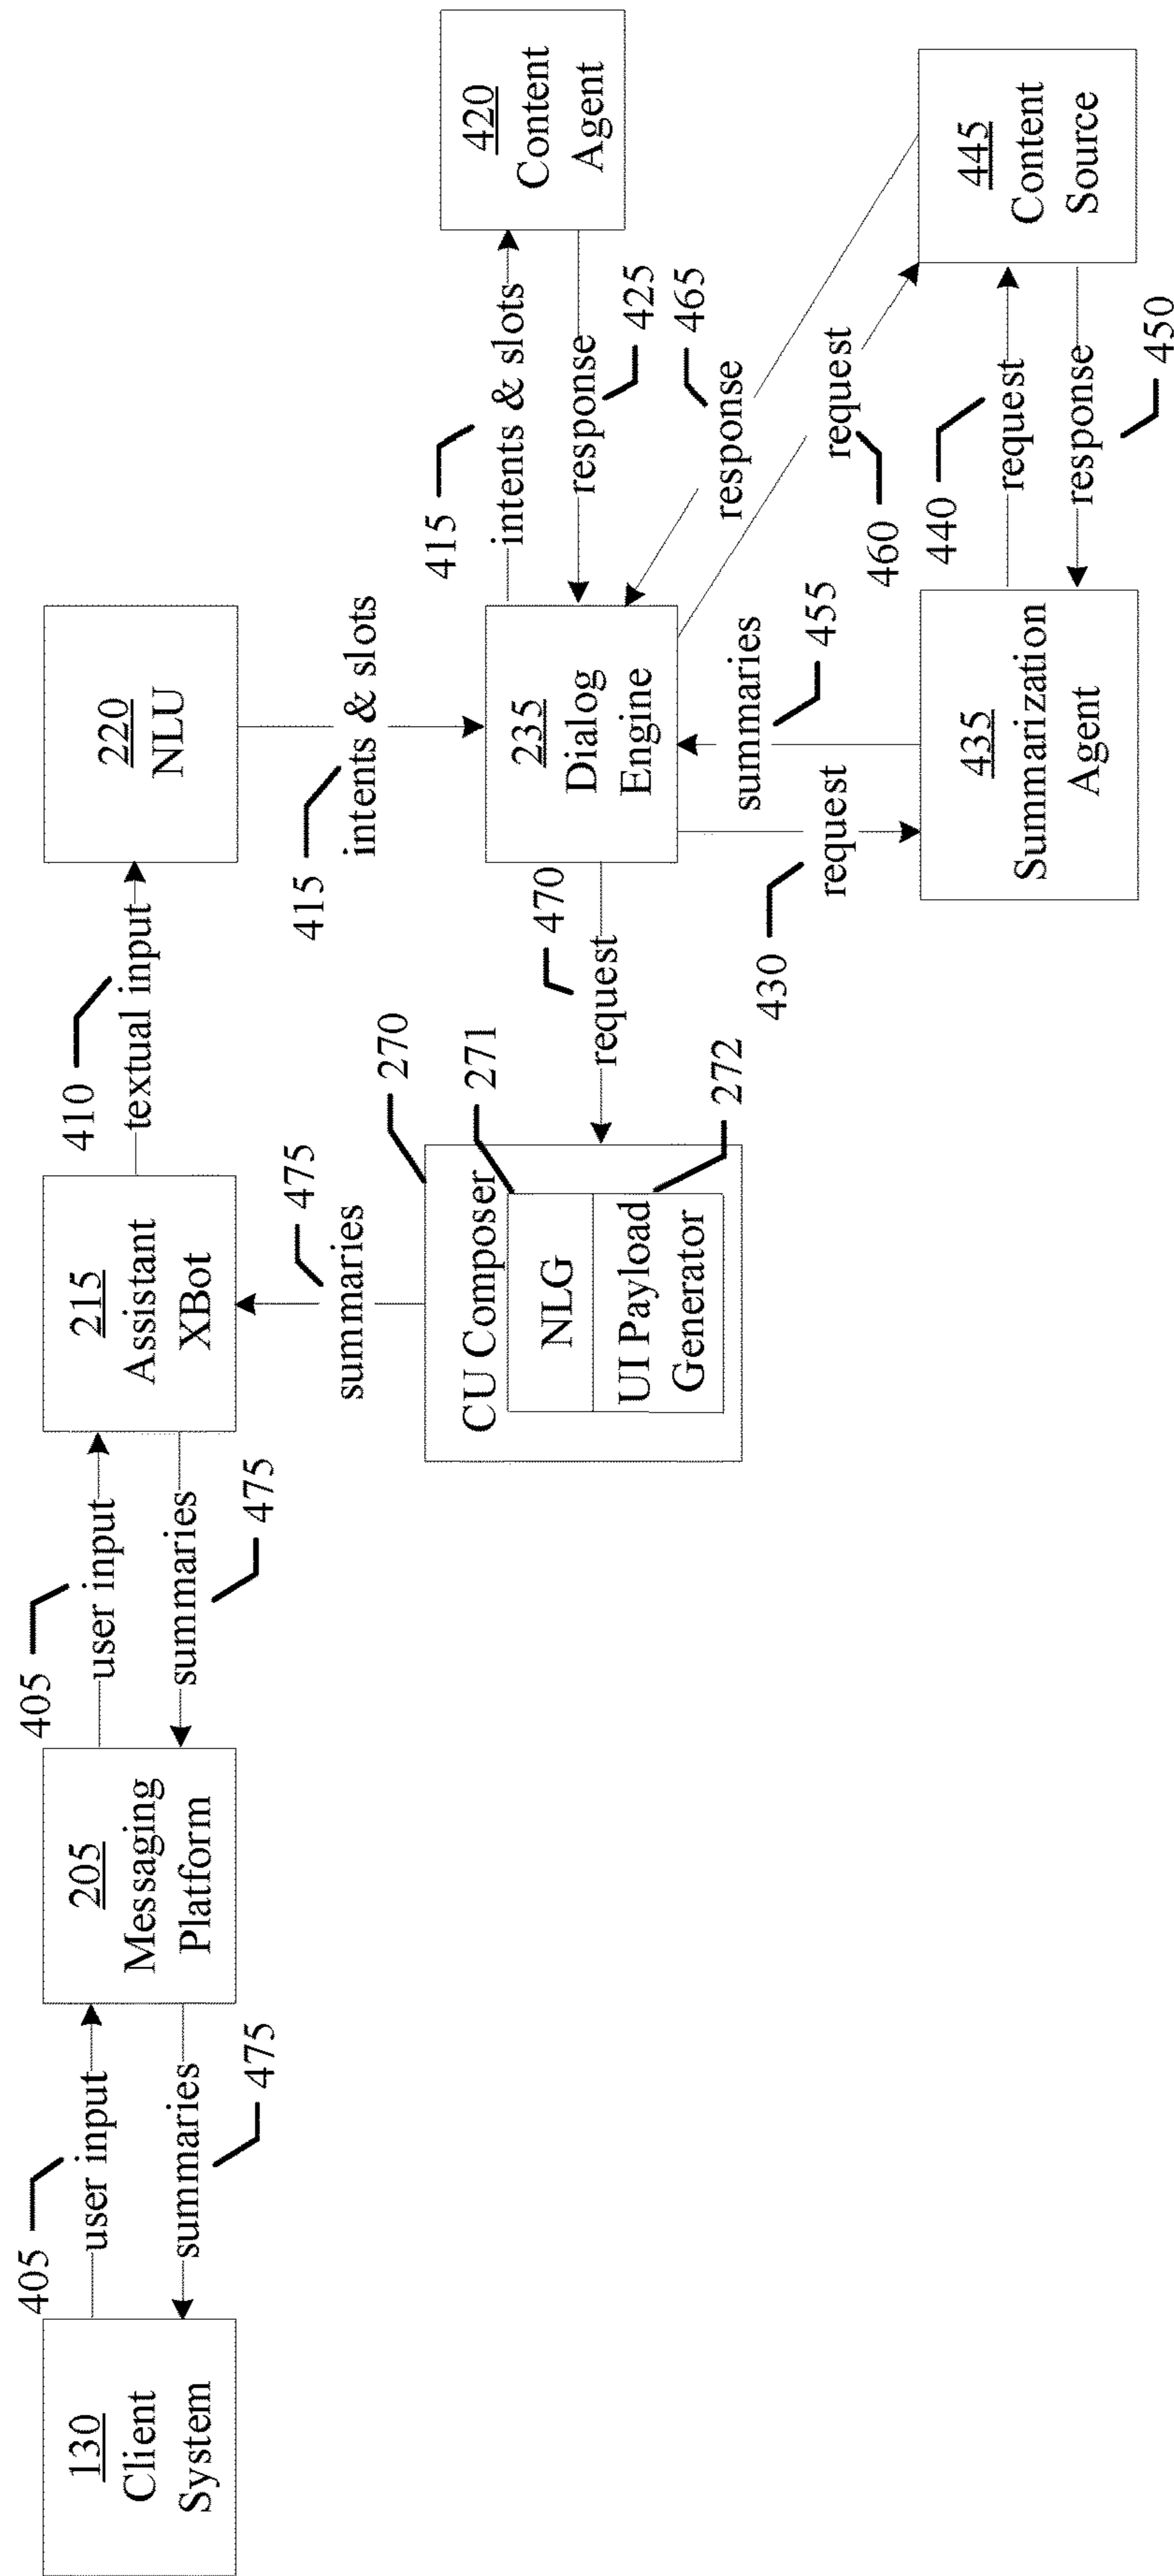 130
Client
System
405
user input
summaries
475
205
Messaging
Platform
405
user input
summaries
475
215
Assistant
XBot
410
textual input
220
NLU
475
summaries
415
intents & slots
270
CU Composer
271
NLG
UI Payload
Generator
272
470
request
235
Dialog
Engine
415
intents & slots
response
425
420
Content
Agent
430
request
summaries
455
response
465
request
460
435
Summarization
Agent
440
request
response
450
445
Content
Source